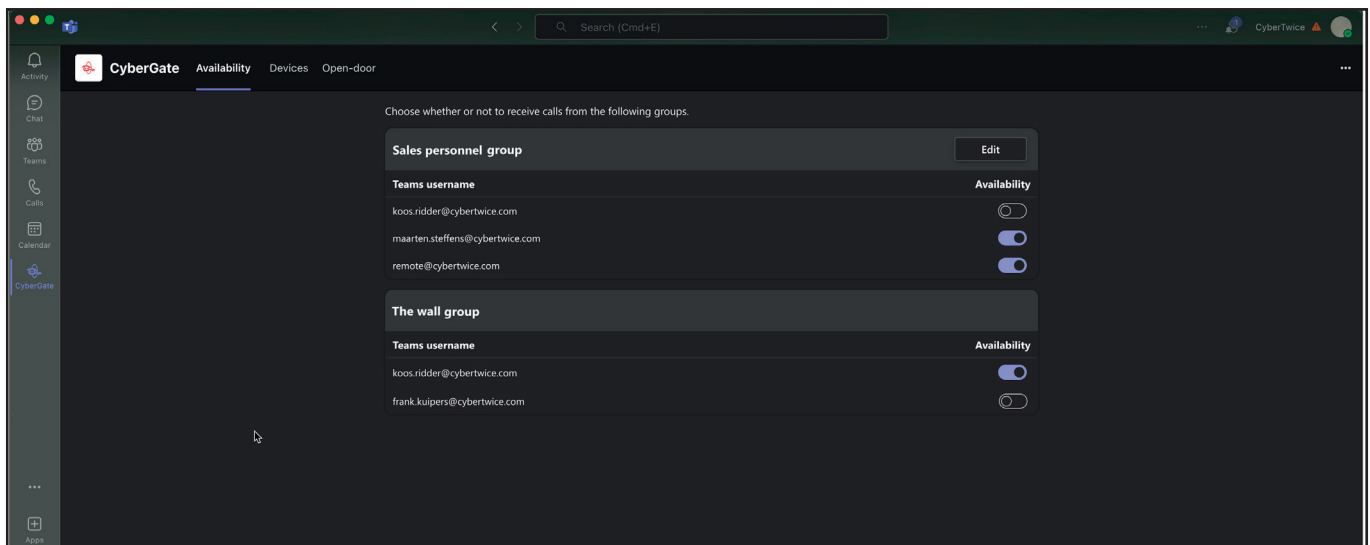 Search (Cmd+E)
CyberTwice
Activity
Chat
Teams
Calls
Calendar
CyberGate
Apps
CyberGate Availability Devices Open-door
Choose whether or not to receive calls from the following groups.
Sales personnel group Edit
Teams username Availability
koos.ridder@cybertwice.com
maarten.steffens@cybertwice.com
remote@cybertwice.com
The wall group
Teams username Availability
koos.ridder@cybertwice.com
frank.kuipers@cybertwice.com